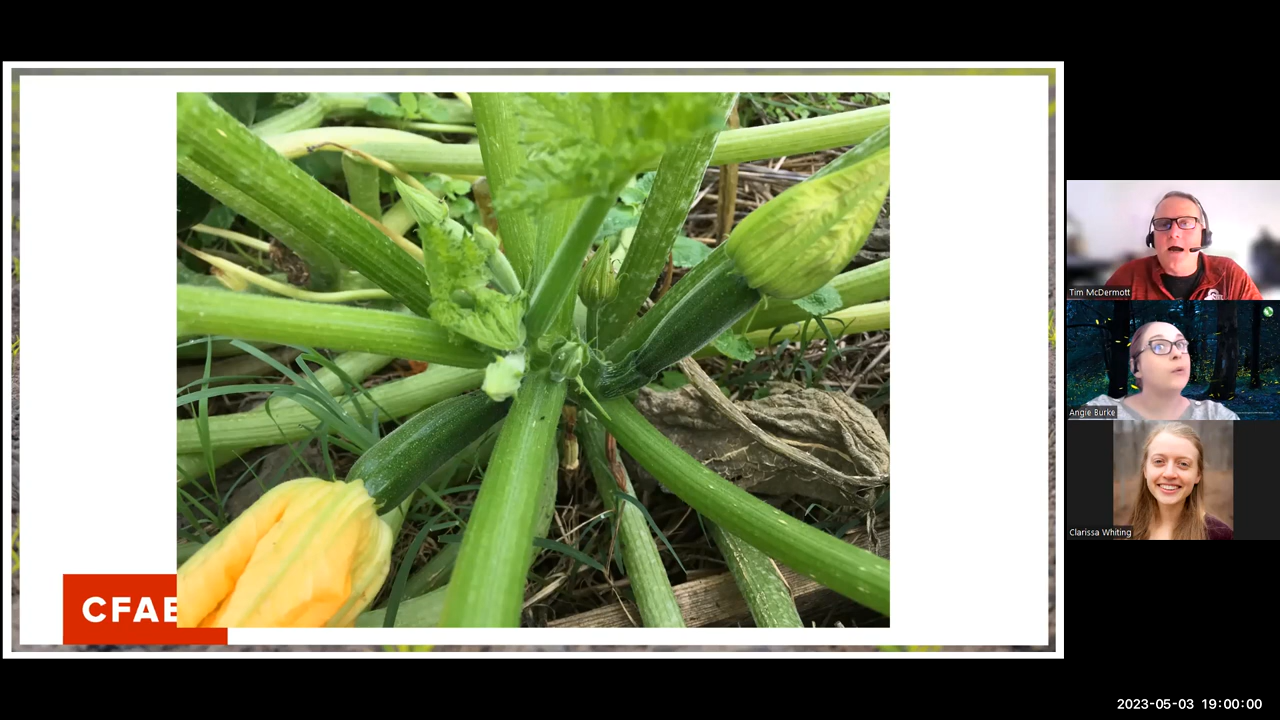 CFAE
Tim McDermott
Angie Burke
Clarissa Whiting
2023-05-03 19:00:00